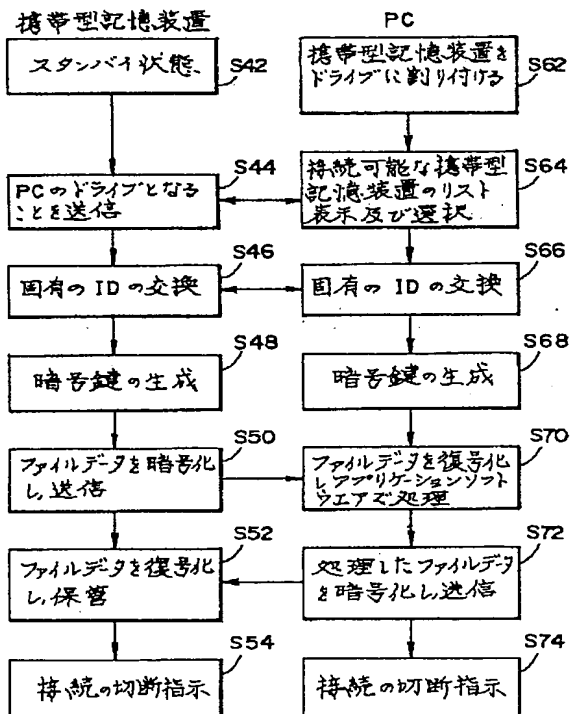 携帯型記憶装置
PC
スタンバイ状態
S42
携帯型記憶装置を
ドライブに割り付ける
S62
PCのドライブとなる
ことを送信
S44
接続可能な携帯型
記憶装置のリスト
表示及び選択
S64
固有の ID の交換
S46
固有の ID の交換
S66
暗号鍵の生成
S48
暗号鍵の生成
S68
ファイルデータを暗号化
し,送信
S50
ファイルデータを復号化
しアプリケーションソフト
ウエアで処理
S70
ファイルデータを復号化
し,保管
S52
処理したファイルデータ
を暗号化し,送信
S72
接続の切断指示
S54
接続の切断指示
S74